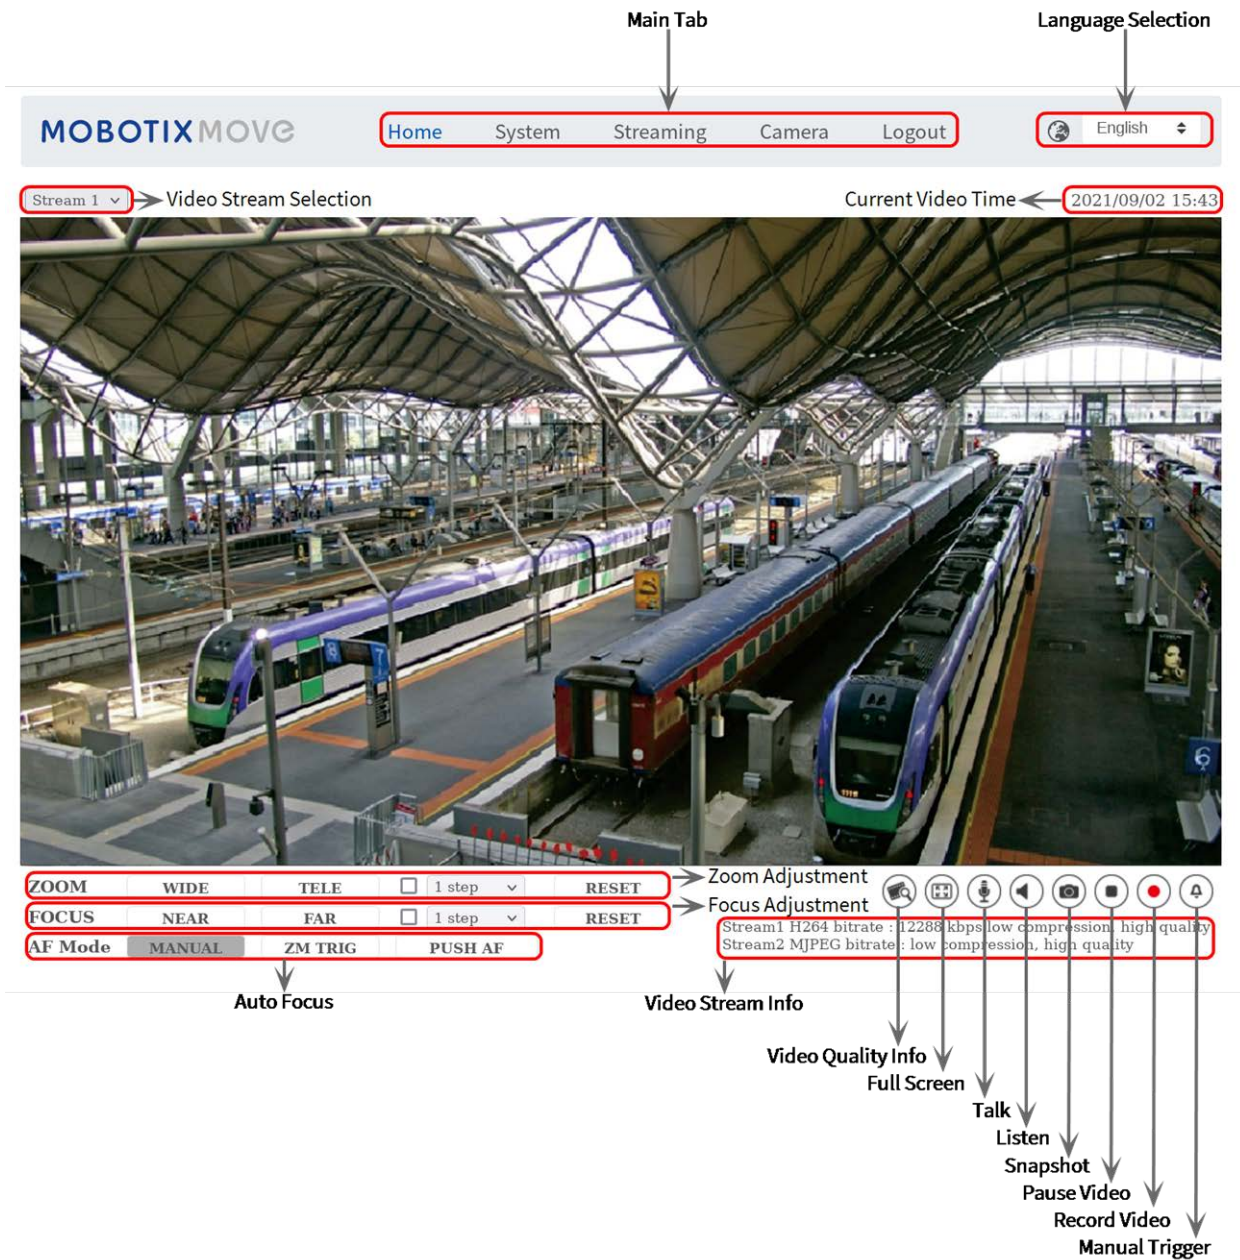 Main Tab
Language Selection
MOBOTIX MOVE
Home System Streaming Camera Logout
English
Stream 1
Video Stream Selection
Current Video Time
2021/09/02 15:43
8 7
6
ZOOM WIDE TELE 1 step RESET
Zoom Adjustment
FOCUS NEAR FAR 1 step RESET
Focus Adjustment
AF Mode MANUAL ZM TRIG PUSH AF
Stream1 H264 bitrate : 12288 kbps low compression, high quality
Stream2 MJPEG bitrate : low compression, high quality
Auto Focus
Video Stream Info
Video Quality Info
Full Screen
Talk
Listen
Snapshot
Pause Video
Record Video
Manual Trigger